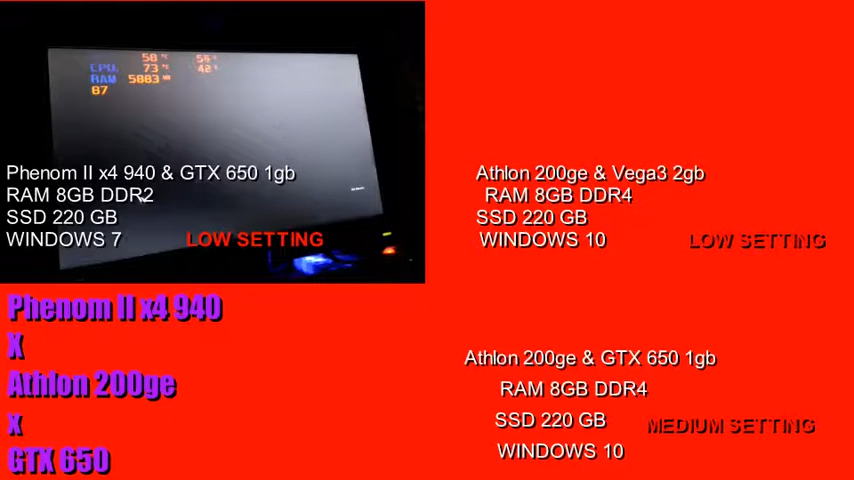 58 °C 55
CPU, 73 °C 40
RAM 5883 MB
87
Phenom II x4 940 & GTX 650 1gb
RAM 8GB DDR2
SSD 220 GB
WINDOWS 7 LOW SETTING
Athlon 200ge & Vega3 2gb
RAM 8GB DDR4
SSD 220 GB
WINDOWS 10 LOW SETTING
Phenom II x4 940
X
Athlon 200ge
x
GTX 650
Athlon 200ge & GTX 650 1gb
RAM 8GB DDR4
SSD 220 GB MEDIUM SETTING
WINDOWS 10